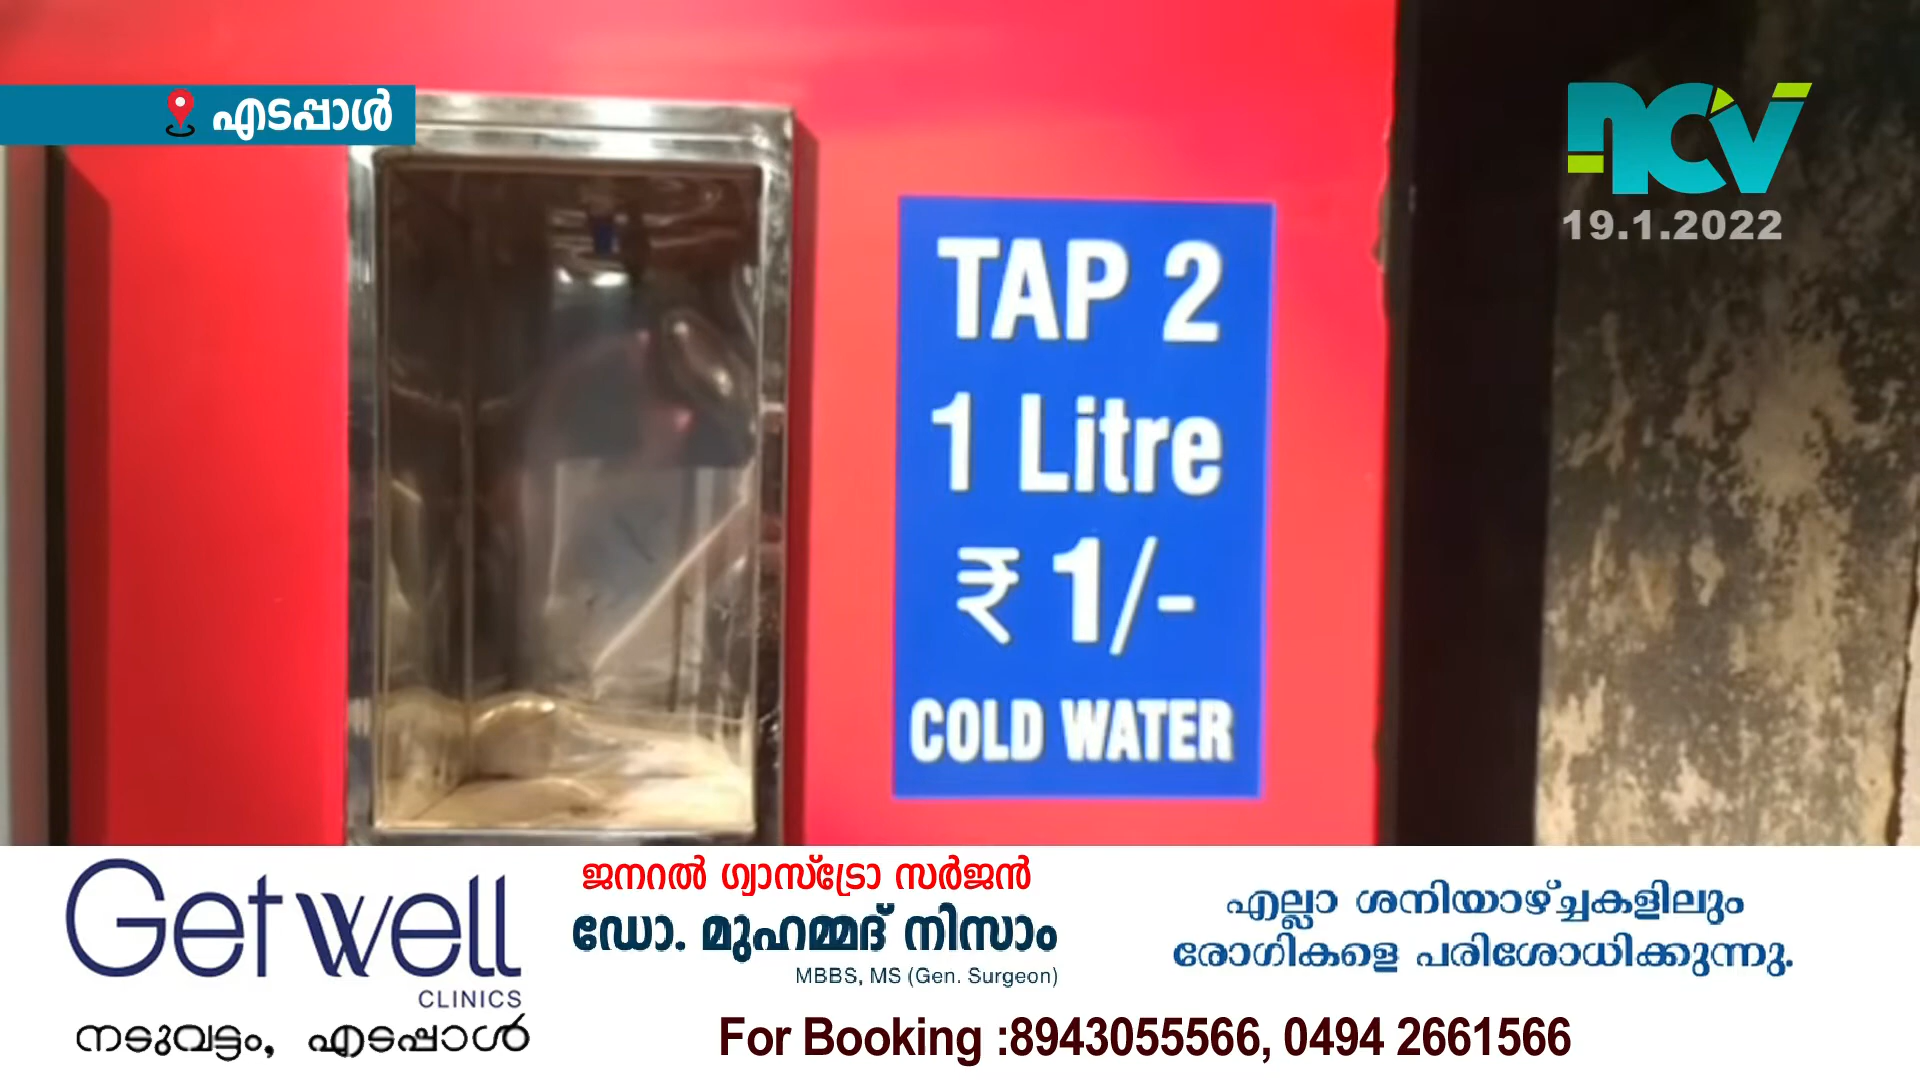 എടപ്പാൾ
NCV
19.1.2022
TAP 2
1 Litre
₹ 1/-
COLD WATER
Getwell
CLINICS
നടുവട്ടം, എടപ്പാൾ
ജനറൽ ഗ്യാസ്ട്രോ സർജൻ
ഡോ. മുഹമ്മദ് നിസാം
MBBS, MS (Gen. Surgeon)
എല്ലാ ശനിയാഴ്ച്ചകളിലും
രോഗികളെ പരിശോധിക്കുന്നു.
For Booking :8943055566, 0494 2661566